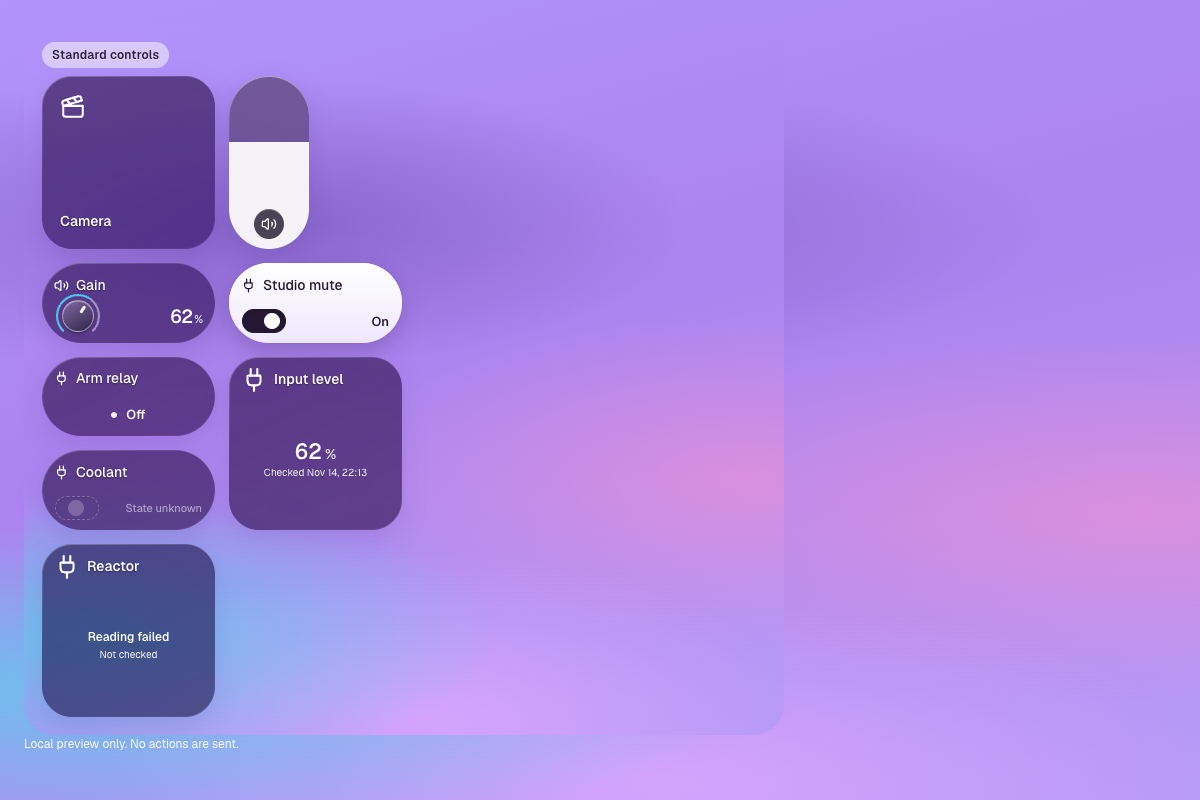 Standard controls
Camera
Gain
62%
Studio mute
On
Arm relay
Off
Input level
62%
Checked Nov 14, 22:13
Coolant
State unknown
Reactor
Reading failed
Not checked
Local preview only. No actions are sent.